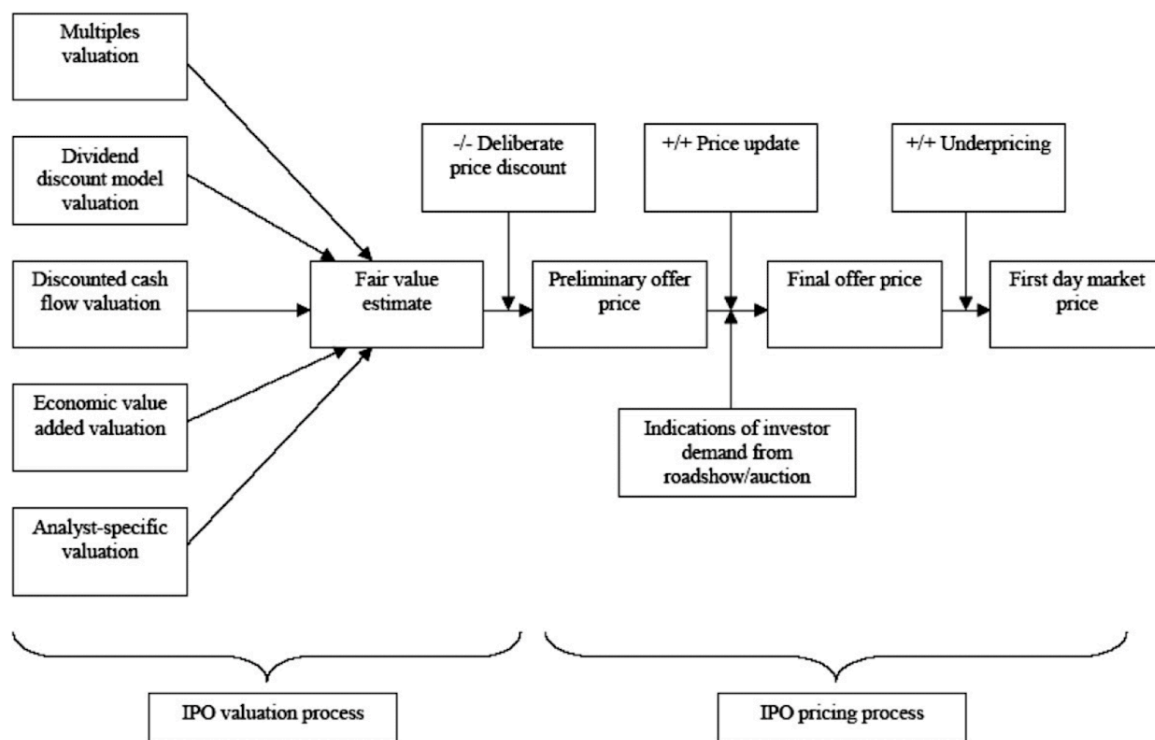 Multiples
valuation
Dividend
discount model
valuation
Discounted cash
flow valuation
Economic value
added valuation
Analyst-specific
valuation
Fair value
estimate
-/- Deliberate
price discount
Preliminary offer
price
+/+ Price update
Indications of investor
demand from
roadshow/auction
Final offer price
+/+ Underpricing
First day market
price
IPO valuation process
IPO pricing process